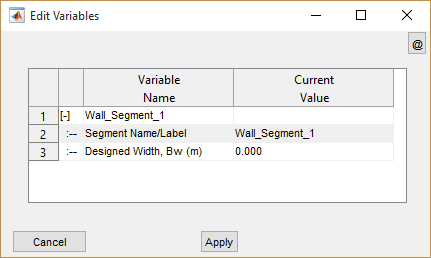 Edit Variables
@
Variable Current
Name Value
1 [-] Wall_Segment_1
2 :-- Segment Name/Label Wall_Segment_1
3 :-- Designed Width, Bw (m) 0.000
Cancel Apply